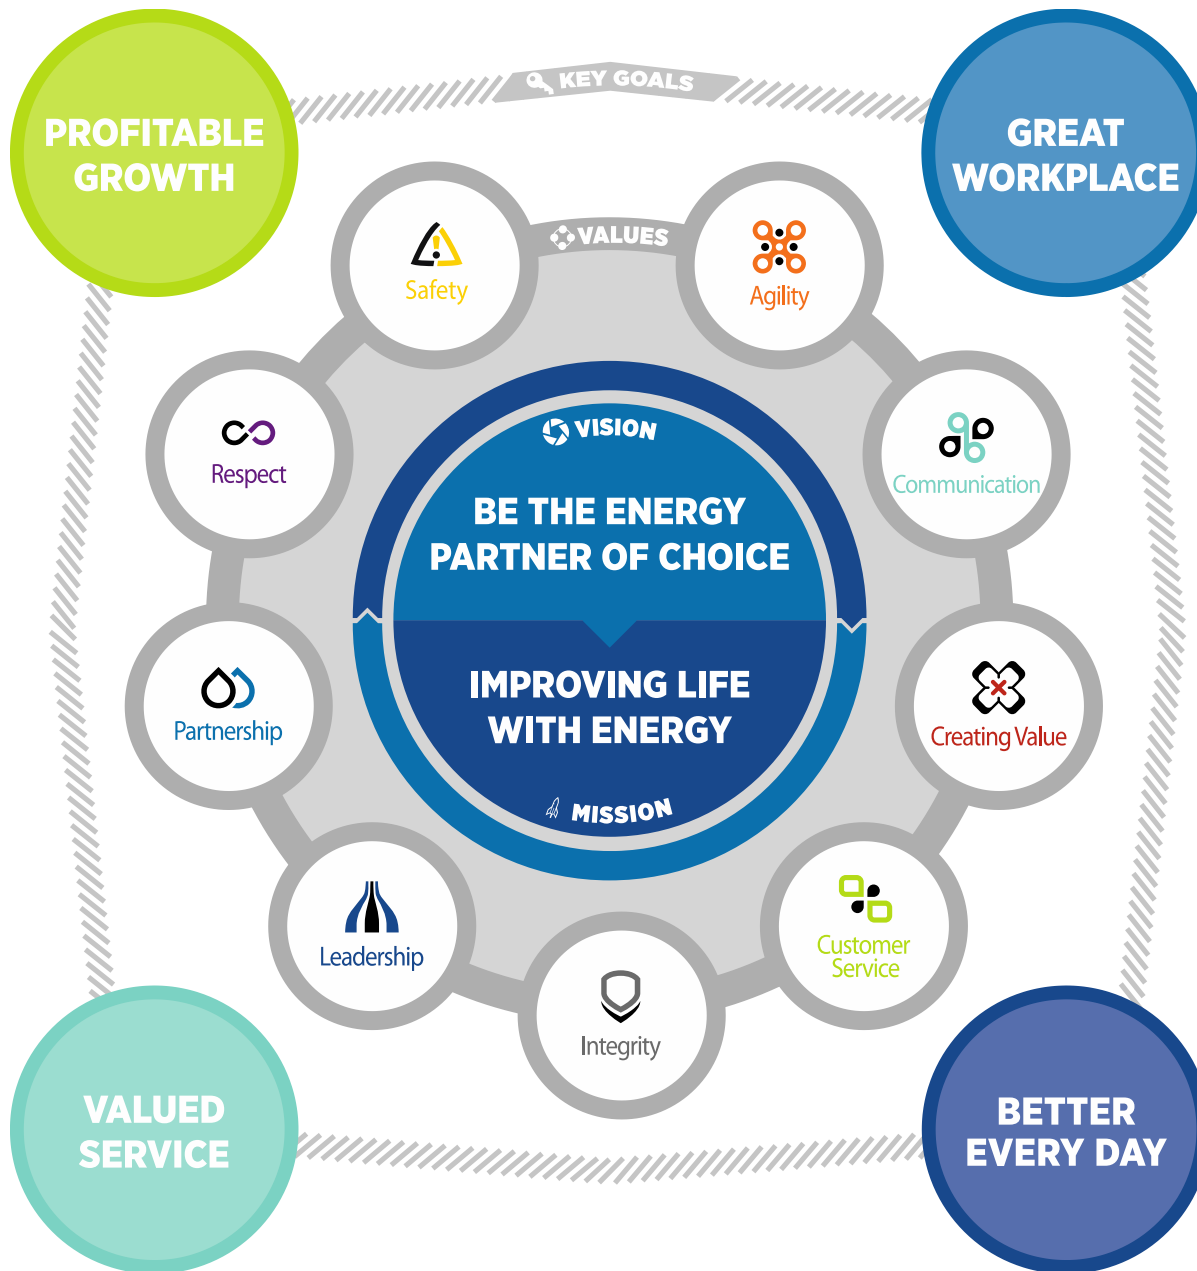 KEY GOALS
PROFITABLE
GROWTH
GREAT
WORKPLACE
VALUES
Safety
Agility
Respect
Communication
VISION
BE THE ENERGY
PARTNER OF CHOICE
IMPROVING LIFE
WITH ENERGY
MISSION
Partnership
Creating Value
Leadership
Customer
Service
Integrity
VALUED
SERVICE
BETTER
EVERY DAY